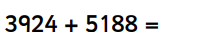 3924 + 5188 =